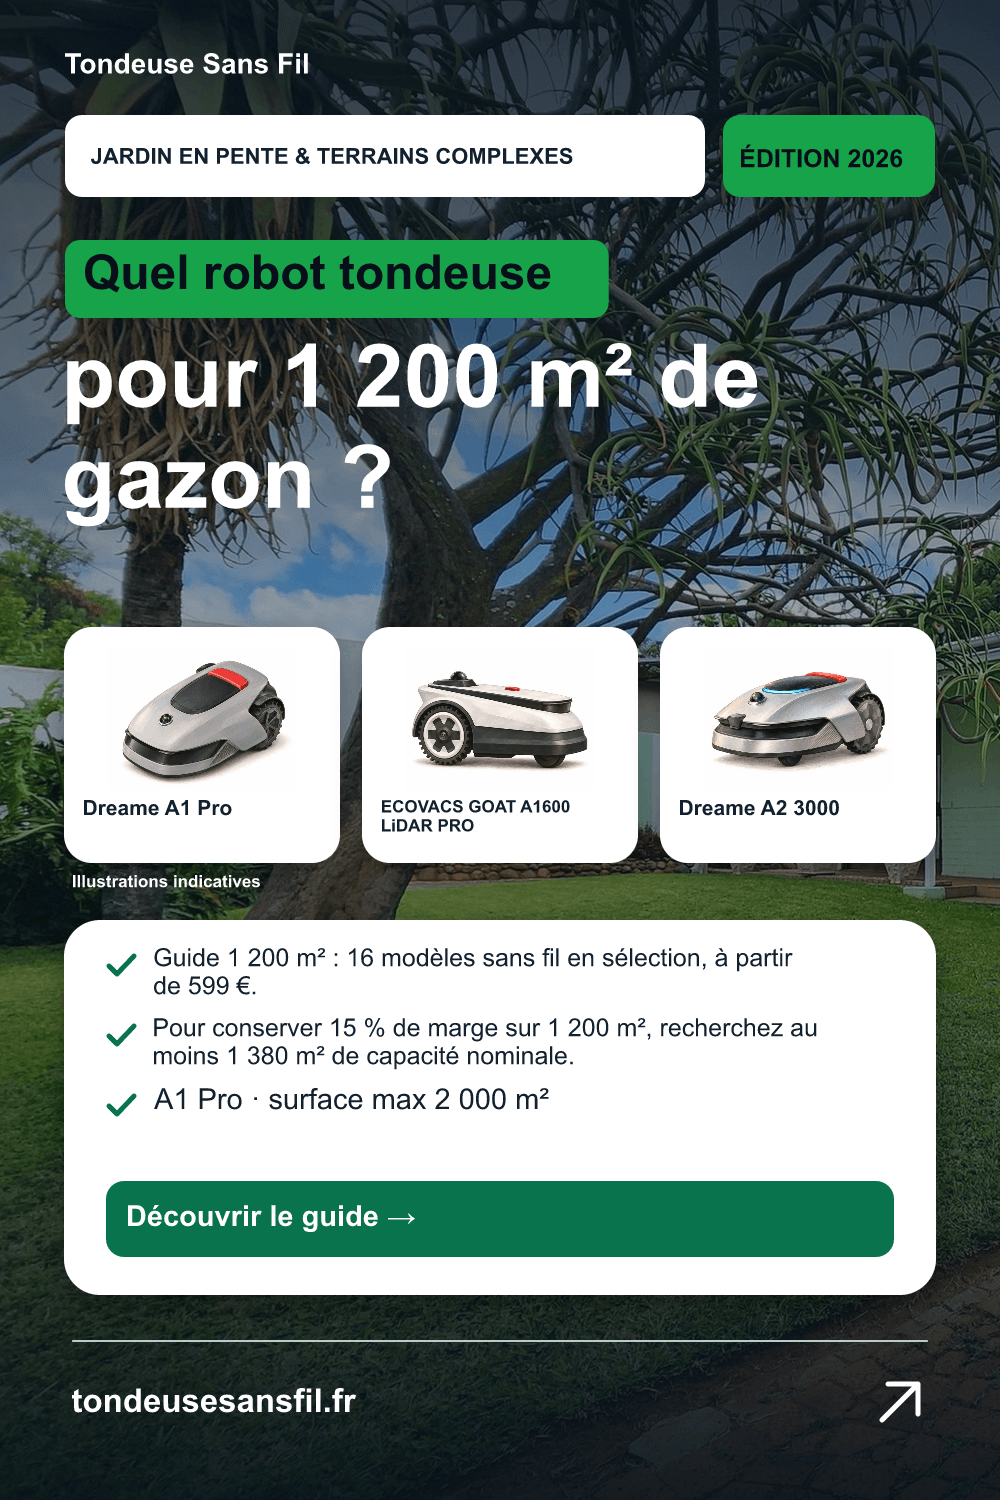 Tondeuse Sans Fil
JARDIN EN PENTE & TERRAINS COMPLEXES
ÉDITION 2026
Quel robot tondeuse
pour 1 200 m² de
gazon ?
Dreame A1 Pro
ECOVACS GOAT A1600
LiDAR PRO
Dreame A2 3000
Illustrations indicatives
Guide 1 200 m² : 16 modèles sans fil en sélection, à partir
de 599 €.
Pour conserver 15 % de marge sur 1 200 m², recherchez au
moins 1 380 m² de capacité nominale.
A1 Pro · surface max 2 000 m²
Découvrir le guide →
tondeusesansfil.fr